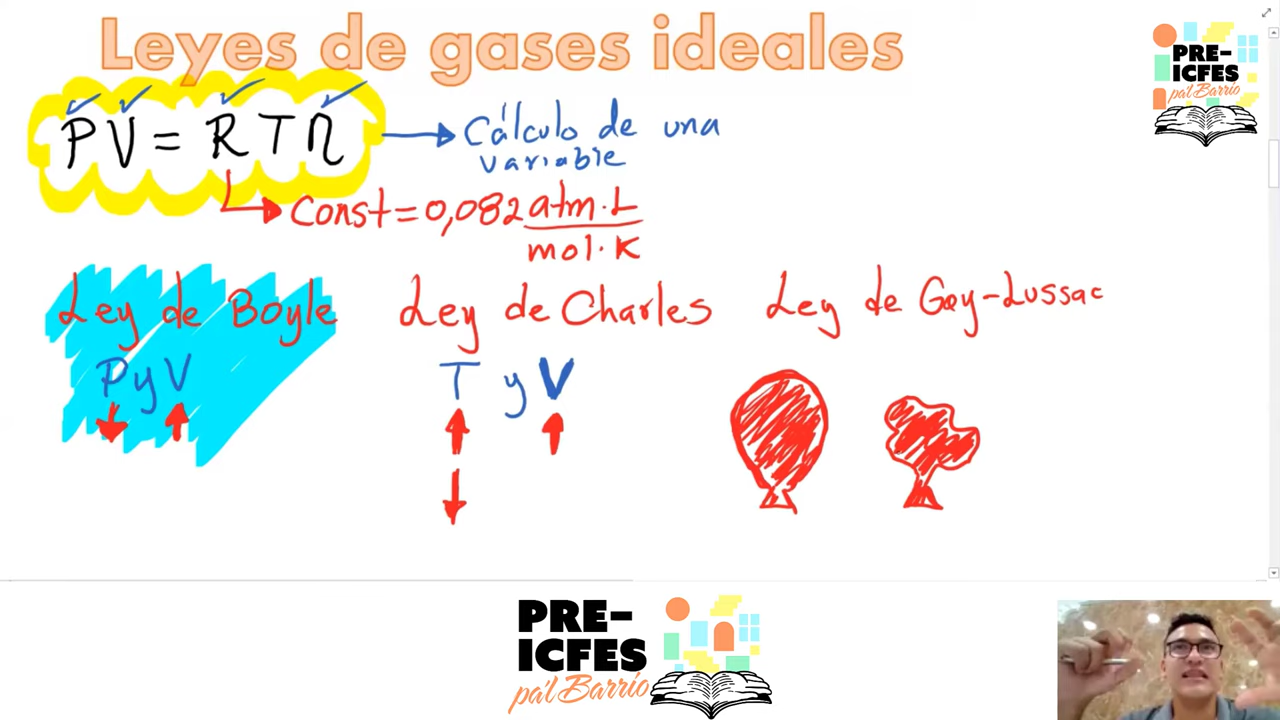 Leyes de gases ideales
PRE-
ICFES
pa'l Barrio
PV = RTn
Cálculo de una
variable
Const = 0,082 atm·L
mol·K
Ley de Boyle
Ley de Charles
Ley de Gay-Lussac
P y V
T y V
PRE-
ICFES
pa'l Barrio